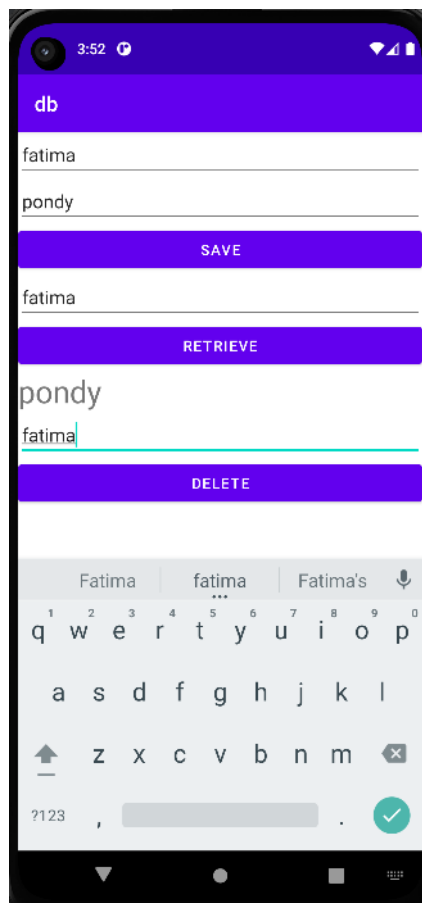 3:52
db
fatima
pondy
SAVE
fatima
RETRIEVE
pondy
fatima
DELETE
Fatima fatima Fatima's
1 2 3 4 5 6 7 8 9 0
q w e r t y u i o p
a s d f g h j k l
z x c v b n m
?123 , .